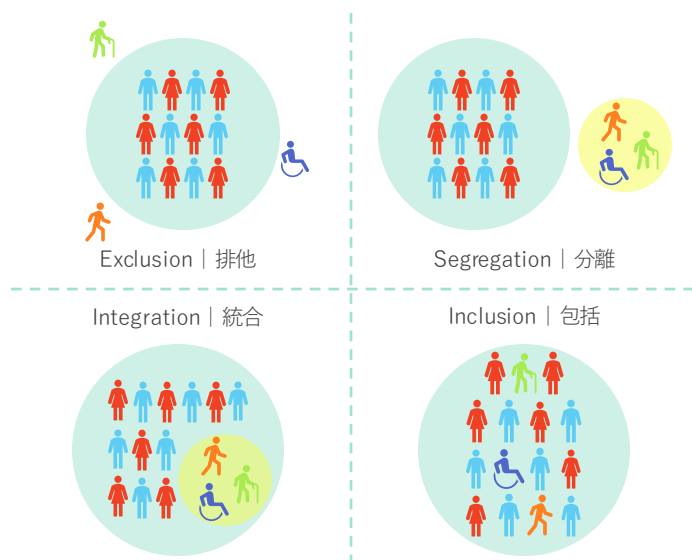 Exclusion｜排他
Segregation｜分離
Integration｜統合
Inclusion｜包括